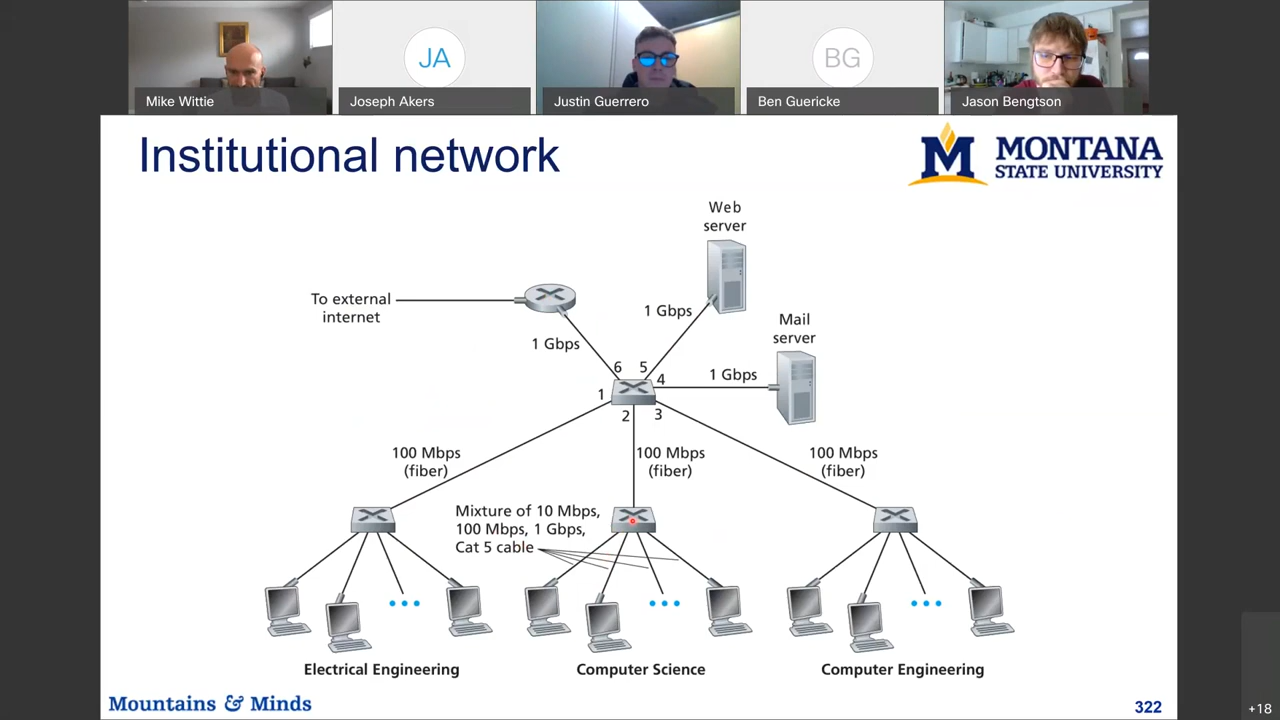 JA
BG
Mike Wittie
Joseph Akers
Justin Guerrero
Ben Guericke
Jason Bengtson
Institutional network
M
MONTANA
STATE UNIVERSITY
Web
server
To external
internet
1 Gbps
1 Gbps
Mail
server
1 Gbps
6
5
4
1
2
3
100 Mbps
(fiber)
100 Mbps
(fiber)
100 Mbps
(fiber)
Mixture of 10 Mbps,
100 Mbps, 1 Gbps,
Cat 5 cable
Electrical Engineering
Computer Science
Computer Engineering
Mountains & Minds
322
+18